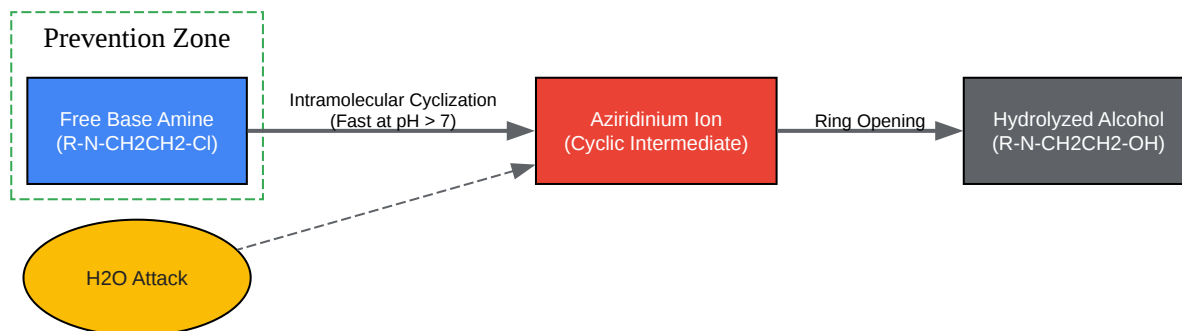 Prevention Zone
Free Base Amine
(R-N-CH2CH2-Cl)
Intramolecular Cyclization
(Fast at pH > 7)
Aziridinium Ion
(Cyclic Intermediate)
Ring Opening
Hydrolyzed Alcohol
(R-N-CH2CH2-OH)
H2O Attack